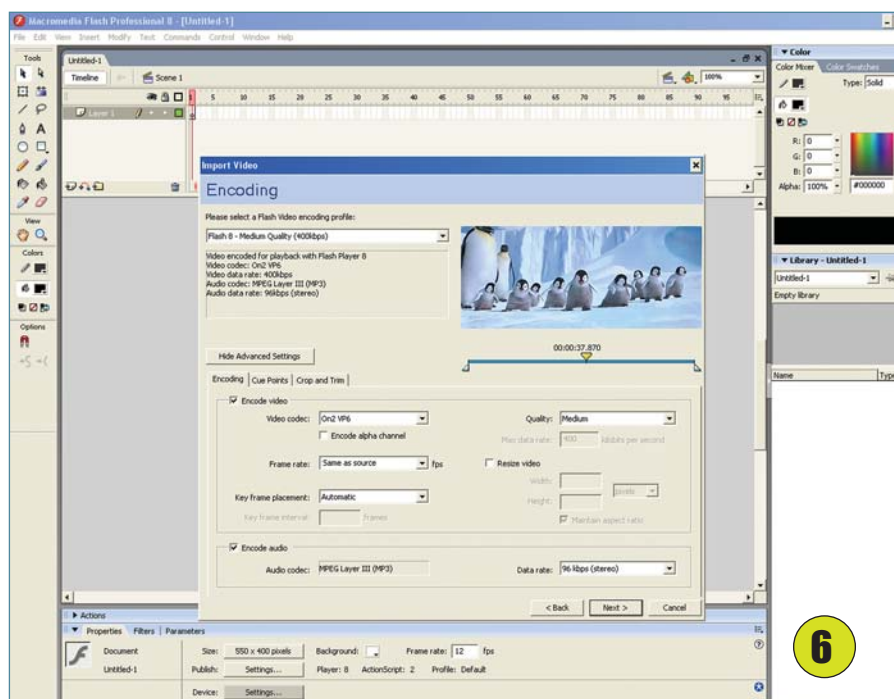 Macromedia Flash Professional 8 - [Untitled-1]
File Edit View Insert Modify Text Commands Control Window Help
Tools
View
Colors
Options
Untitled-1
Timeline Scene 1 100%
1 5 10 15 20 25 30 35 40 45 50 55 60 65 70 75 80 85 90 95
Layer 1
Import Video
Encoding
Please select a Flash Video encoding profile:
Flash 8 - Medium Quality (400kbps)
Video encoded for playback with Flash Player 8
Video codec: On2 VP6
Video data rate: 400kbps
Audio codec: MPEG Layer III (MP3)
Audio data rate: 96kbps (stereo)
00:00:37.870
Hide Advanced Settings
Encoding Cue Points Crop and Trim
Encode video
Video codec: On2 VP6
Encode alpha channel
Frame rate: Same as source fps
Key frame placement: Automatic
Key frame interval: frames
Quality: Medium
Max data rate: 400 kilobits per second
Resize video
Width:
Height:
pixels
Maintain aspect ratio
Encode audio
Audio codec: MPEG Layer III (MP3)
Data rate: 96 kbps (stereo)
< Back Next > Cancel
Color
Color Mixer Color Swatches
Type: Solid
R: 0
G: 0
B: 0
Alpha: 100% #000000
Library - Untitled-1
Untitled-1
Empty library
Name Type
Actions
Properties Filters Parameters
Document Size: 550 x 400 pixels Background: Frame rate: 12 fps
Untitled-1 Publish: Settings... Player: 8 ActionScript: 2 Profile: Default
Device: Settings...
6